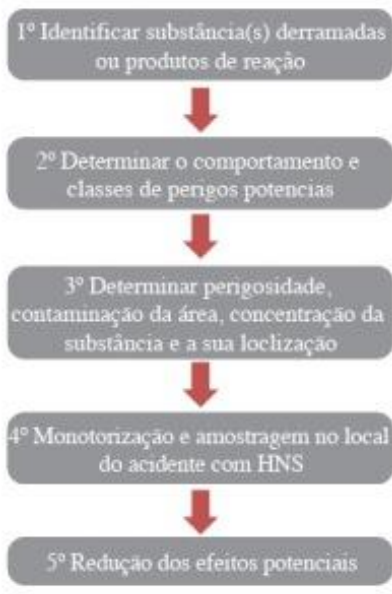 1º Identificar substância(s) derramadas
ou produtos de reação
2º Determinar o comportamento e
classes de perigos potencias
3º Determinar perigosidade,
contaminação da área, concentração da
substância e a sua loclização
4º Monotorização e amostragem no local
do acidente com HNS
5º Redução dos efeitos potenciais